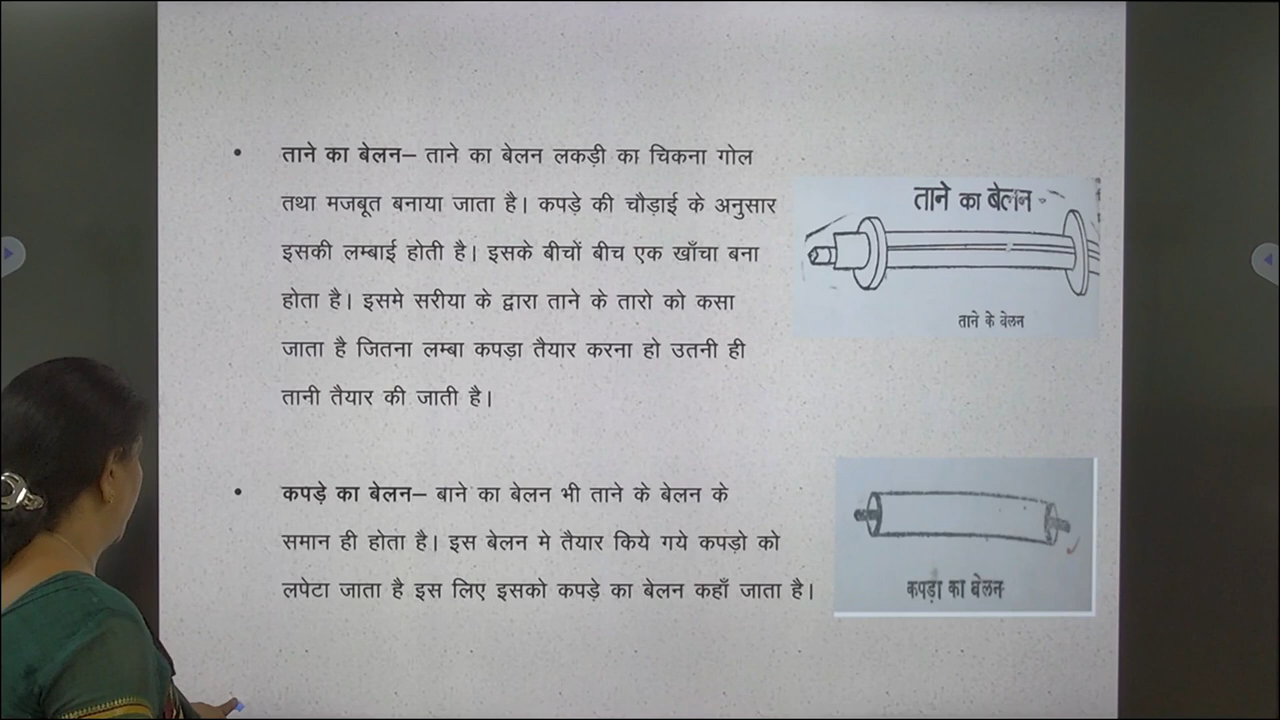 • ताने का बेलन– ताने का बेलन लकड़ी का चिकना गोल
तथा मजबूत बनाया जाता है। कपड़े की चौड़ाई के अनुसार
इसकी लम्बाई होती है। इसके बीचों बीच एक खाँचा बना
होता है। इसमे सरीया के द्वारा ताने के तारो को कसा
जाता है जितना लम्बा कपड़ा तैयार करना हो उतनी ही
तानी तैयार की जाती है।
ताने का बेलन
ताने के बेलन
• कपड़े का बेलन– बाने का बेलन भी ताने के बेलन के
समान ही होता है। इस बेलन मे तैयार किये गये कपड़ो को
लपेटा जाता है इस लिए इसको कपड़े का बेलन कहाँ जाता है।
कपड़ा का बेलन